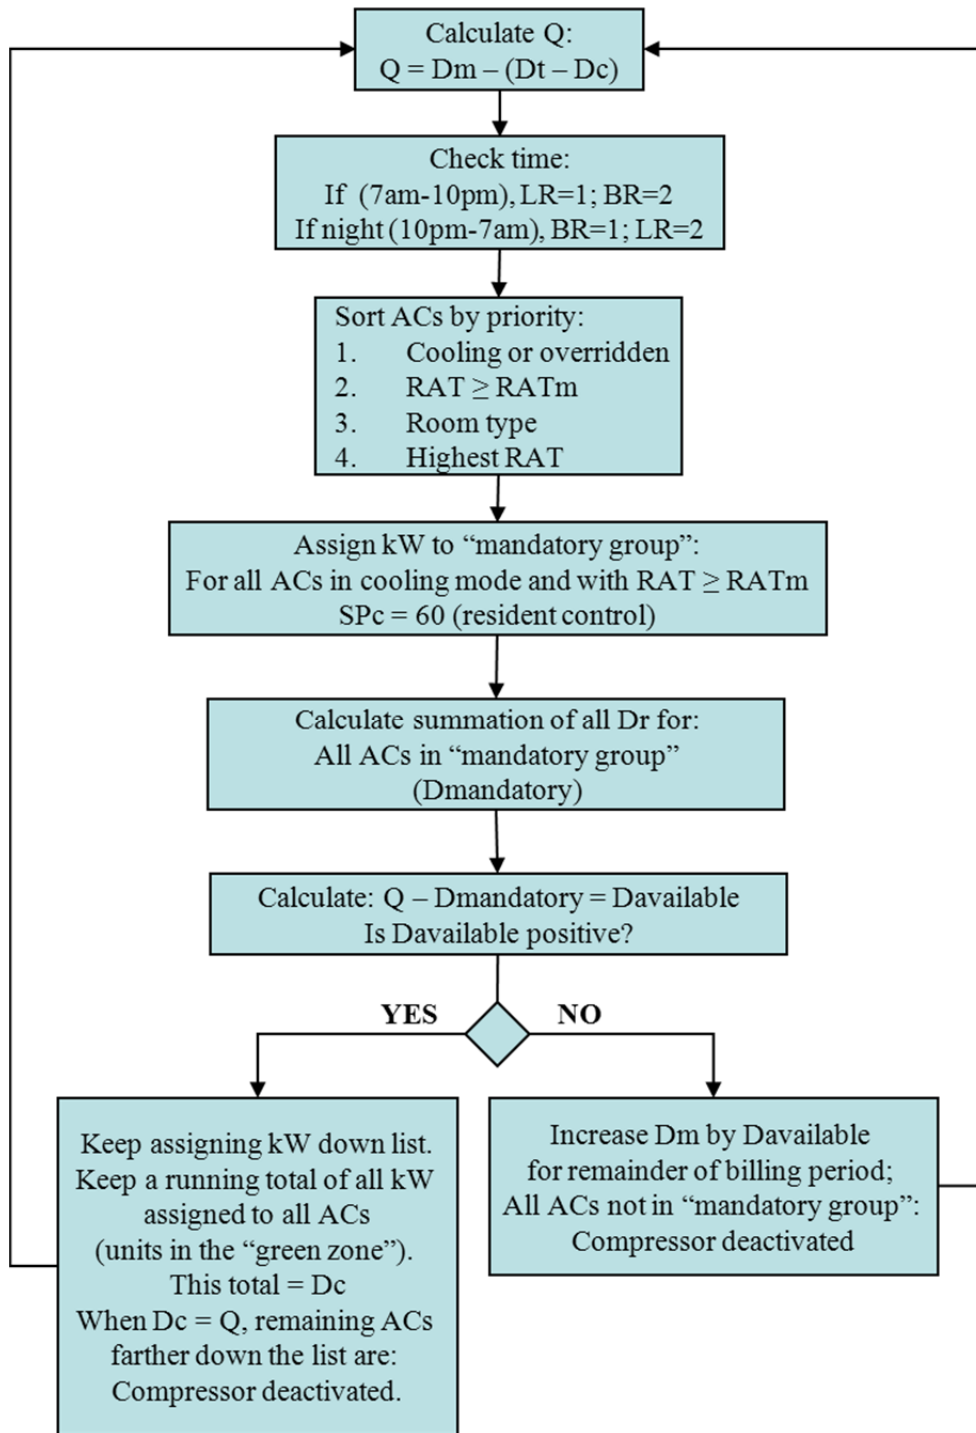 Calculate Q:
Q = Dm – (Dt – Dc)
Check time:
If (7am-10pm), LR=1; BR=2
If night (10pm-7am), BR=1; LR=2
Sort ACs by priority:
1. Cooling or overridden
2. RAT ≥ RATm
3. Room type
4. Highest RAT
Assign kW to “mandatory group”:
For all ACs in cooling mode and with RAT ≥ RATm
SPc = 60 (resident control)
Calculate summation of all Dr for:
All ACs in “mandatory group”
(Dmandatory)
Calculate: Q – Dmandatory = Davailable
Is Davailable positive?
YES
NO
Keep assigning kW down list.
Keep a running total of all kW
assigned to all ACs
(units in the “green zone”).
This total = Dc
When Dc = Q, remaining ACs
farther down the list are:
Compressor deactivated.
Increase Dm by Davailable
for remainder of billing period;
All ACs not in “mandatory group”:
Compressor deactivated